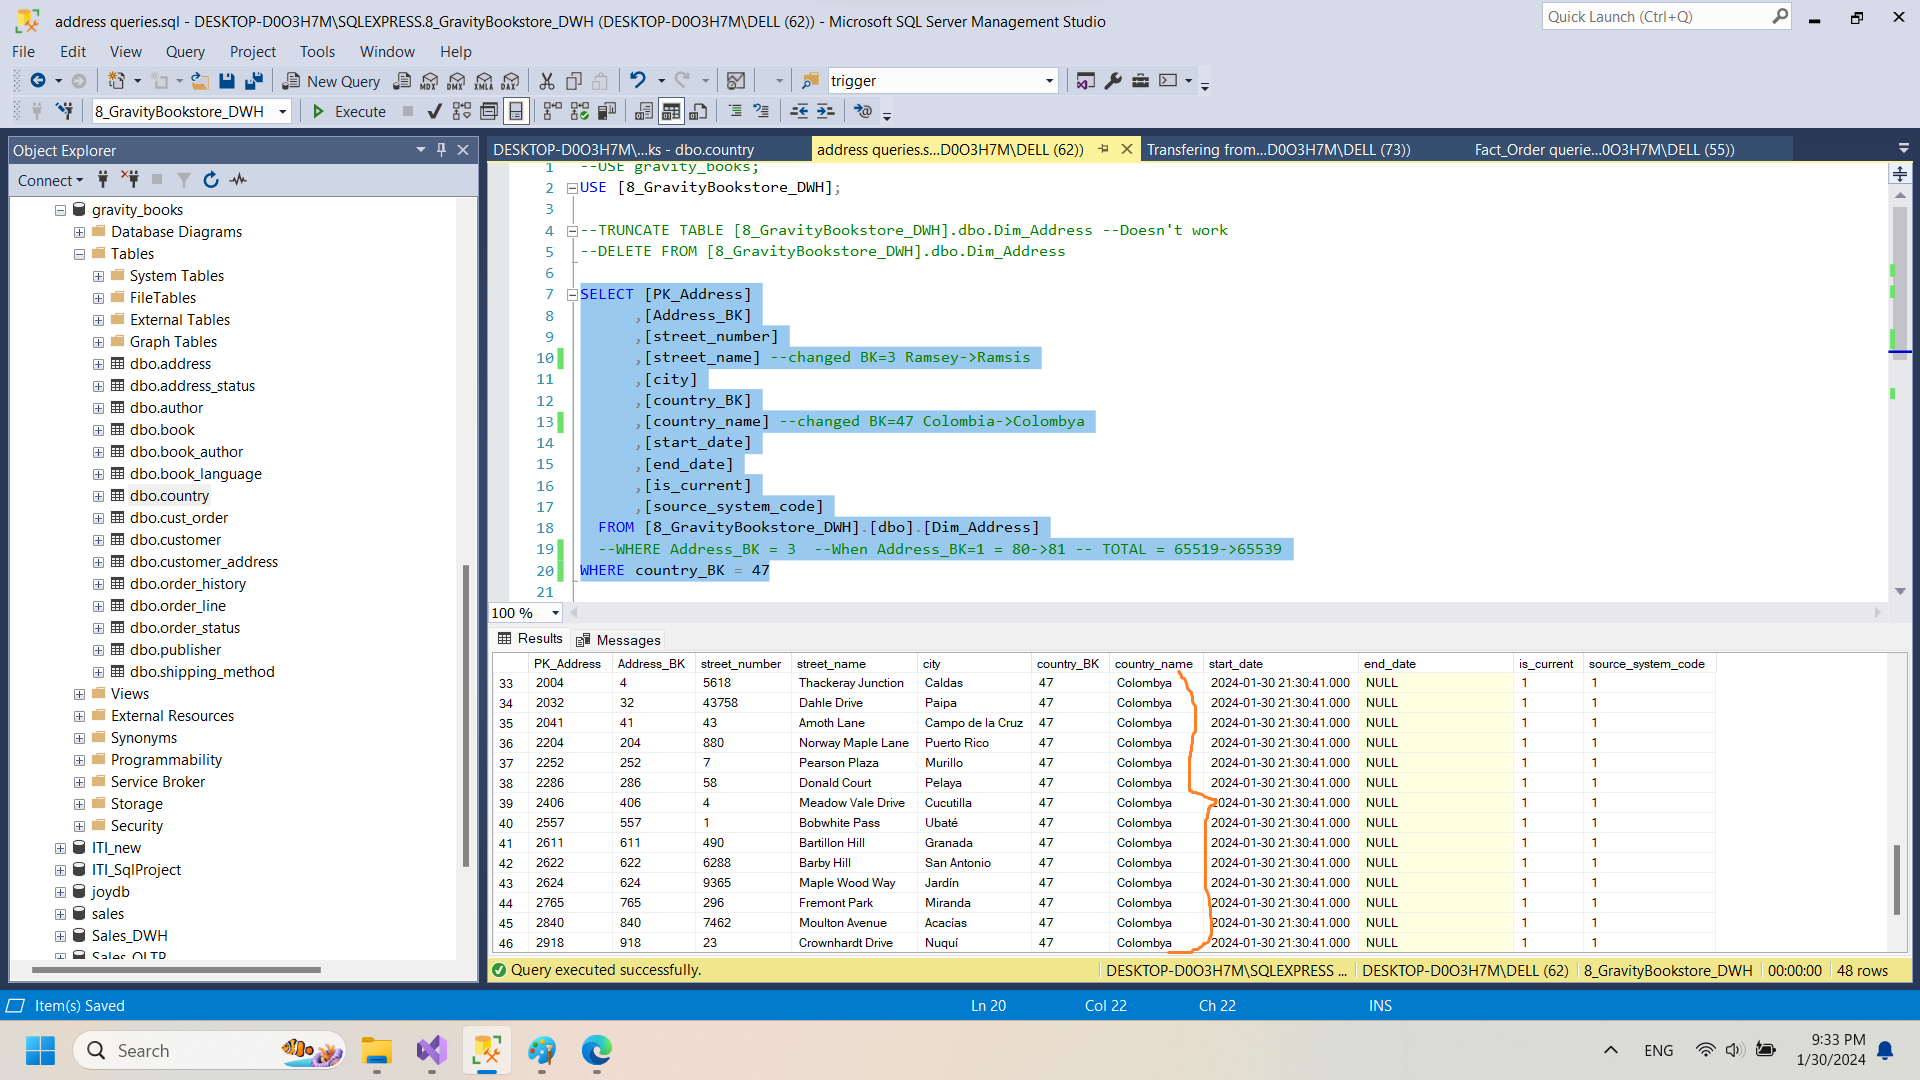 address queries.sql - DESKTOP-D0O3H7M\SQLEXPRESS.8_GravityBookstore_DWH (DESKTOP-D0O3H7M\DELL (62)) - Microsoft SQL Server Management Studio
Quick Launch (Ctrl+Q)
File Edit View Query Project Tools Window Help
New Query MDX DMX XMLA DAX trigger
8_GravityBookstore_DWH Execute
Object Explorer
Connect
gravity_books
Database Diagrams
Tables
System Tables
FileTables
External Tables
Graph Tables
dbo.address
dbo.address_status
dbo.author
dbo.book
dbo.book_author
dbo.book_language
dbo.country
dbo.cust_order
dbo.customer
dbo.customer_address
dbo.order_history
dbo.order_line
dbo.order_status
dbo.publisher
dbo.shipping_method
Views
External Resources
Synonyms
Programmability
Service Broker
Storage
Security
ITI_new
ITI_SqlProject
joydb
sales
Sales_DWH
Sales_OLTP
DESKTOP-D0O3H7M\...ks - dbo.country address queries.s...D0O3H7M\DELL (62)) Transfering from...D0O3H7M\DELL (73)) Fact_Order querie...0O3H7M\DELL (55))
1 --USE gravity_books;
2 USE [8_GravityBookstore_DWH];
3
4 --TRUNCATE TABLE [8_GravityBookstore_DWH].dbo.Dim_Address --Doesn't work
5 --DELETE FROM [8_GravityBookstore_DWH].dbo.Dim_Address
6
7 SELECT [PK_Address]
8 ,[Address_BK]
9 ,[street_number]
10 ,[street_name] --changed BK=3 Ramsey->Ramsis
11 ,[city]
12 ,[country_BK]
13 ,[country_name] --changed BK=47 Colombia->Colombya
14 ,[start_date]
15 ,[end_date]
16 ,[is_current]
17 ,[source_system_code]
18 FROM [8_GravityBookstore_DWH].[dbo].[Dim_Address]
19 --WHERE Address_BK = 3 --When Address_BK=1 = 80->81 -- TOTAL = 65519->65539
20 WHERE country_BK = 47
21
100 %
Results Messages
PK_Address Address_BK street_number street_name city country_BK country_name start_date end_date is_current source_system_code
33 2004 4 5618 Thackeray Junction Caldas 47 Colombya 2024-01-30 21:30:41.000 NULL 1 1
34 2032 32 43758 Dahle Drive Paipa 47 Colombya 2024-01-30 21:30:41.000 NULL 1 1
35 2041 41 43 Amoth Lane Campo de la Cruz 47 Colombya 2024-01-30 21:30:41.000 NULL 1 1
36 2204 204 880 Norway Maple Lane Puerto Rico 47 Colombya 2024-01-30 21:30:41.000 NULL 1 1
37 2252 252 7 Pearson Plaza Murillo 47 Colombya 2024-01-30 21:30:41.000 NULL 1 1
38 2286 286 58 Donald Court Pelaya 47 Colombya 2024-01-30 21:30:41.000 NULL 1 1
39 2406 406 4 Meadow Vale Drive Cucutilla 47 Colombya 2024-01-30 21:30:41.000 NULL 1 1
40 2557 557 1 Bobwhite Pass Ubaté 47 Colombya 2024-01-30 21:30:41.000 NULL 1 1
41 2611 611 490 Bartillon Hill Granada 47 Colombya 2024-01-30 21:30:41.000 NULL 1 1
42 2622 622 6288 Barby Hill San Antonio 47 Colombya 2024-01-30 21:30:41.000 NULL 1 1
43 2624 624 9365 Maple Wood Way Jardín 47 Colombya 2024-01-30 21:30:41.000 NULL 1 1
44 2765 765 296 Fremont Park Miranda 47 Colombya 2024-01-30 21:30:41.000 NULL 1 1
45 2840 840 7462 Moulton Avenue Acacías 47 Colombya 2024-01-30 21:30:41.000 NULL 1 1
46 2918 918 23 Crownhardt Drive Nuquí 47 Colombya 2024-01-30 21:30:41.000 NULL 1 1
Query executed successfully. DESKTOP-D0O3H7M\SQLEXPRESS ... DESKTOP-D0O3H7M\DELL (62) 8_GravityBookstore_DWH 00:00:00 48 rows
Item(s) Saved Ln 20 Col 22 Ch 22 INS
Search ENG 9:33 PM
1/30/2024